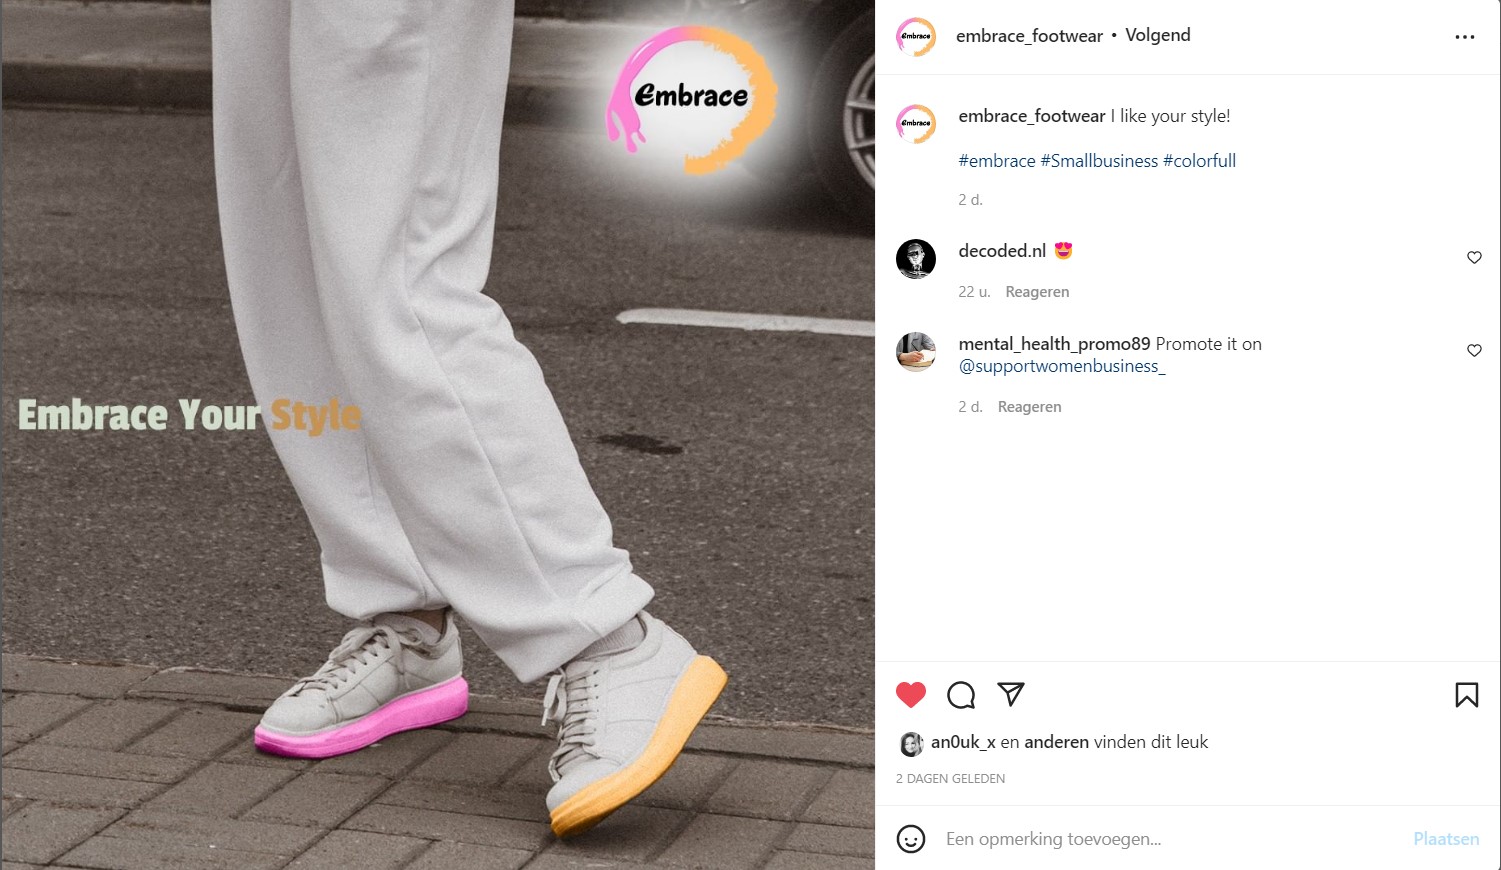 Embrace
Embrace Your Style
Embrace
embrace_footwear • Volgend
Embrace
embrace_footwear I like your style!
#embrace #Smallbusiness #colorfull
2 d.
decoded.nl 😍
22 u. Reageren
mental_health_promo89 Promote it on
@supportwomenbusiness_
2 d. Reageren
an0uk_x en anderen vinden dit leuk
2 DAGEN GELEDEN
Een opmerking toevoegen...
Plaatsen